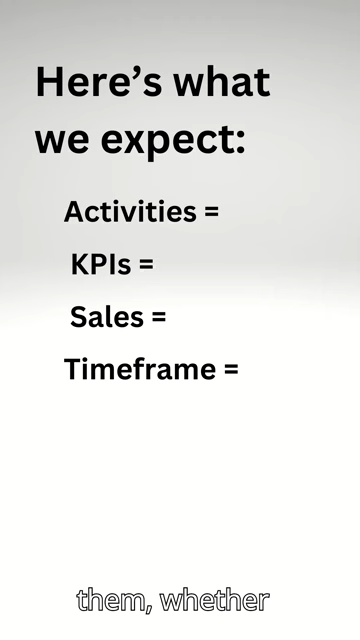 Here’s what
we expect:
Activities =
KPIs =
Sales =
Timeframe =
them, whether